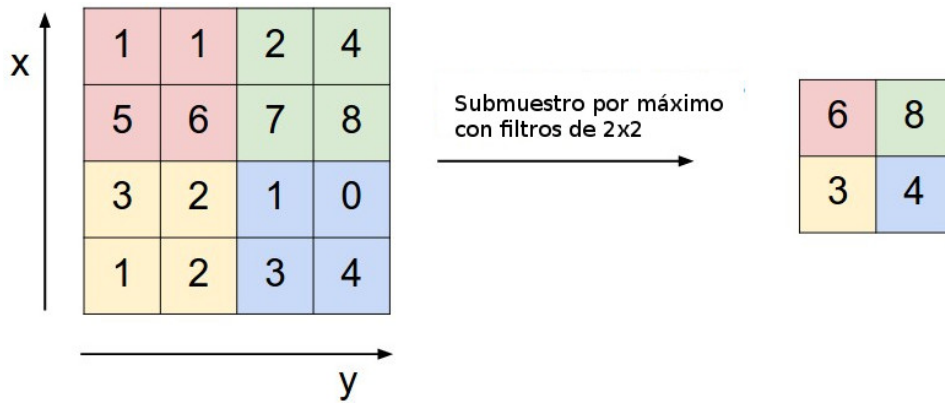 x
1 1 2 4
5 6 7 8
3 2 1 0
1 2 3 4
y
Submuestro por máximo
con filtros de 2x2
6 8
3 4